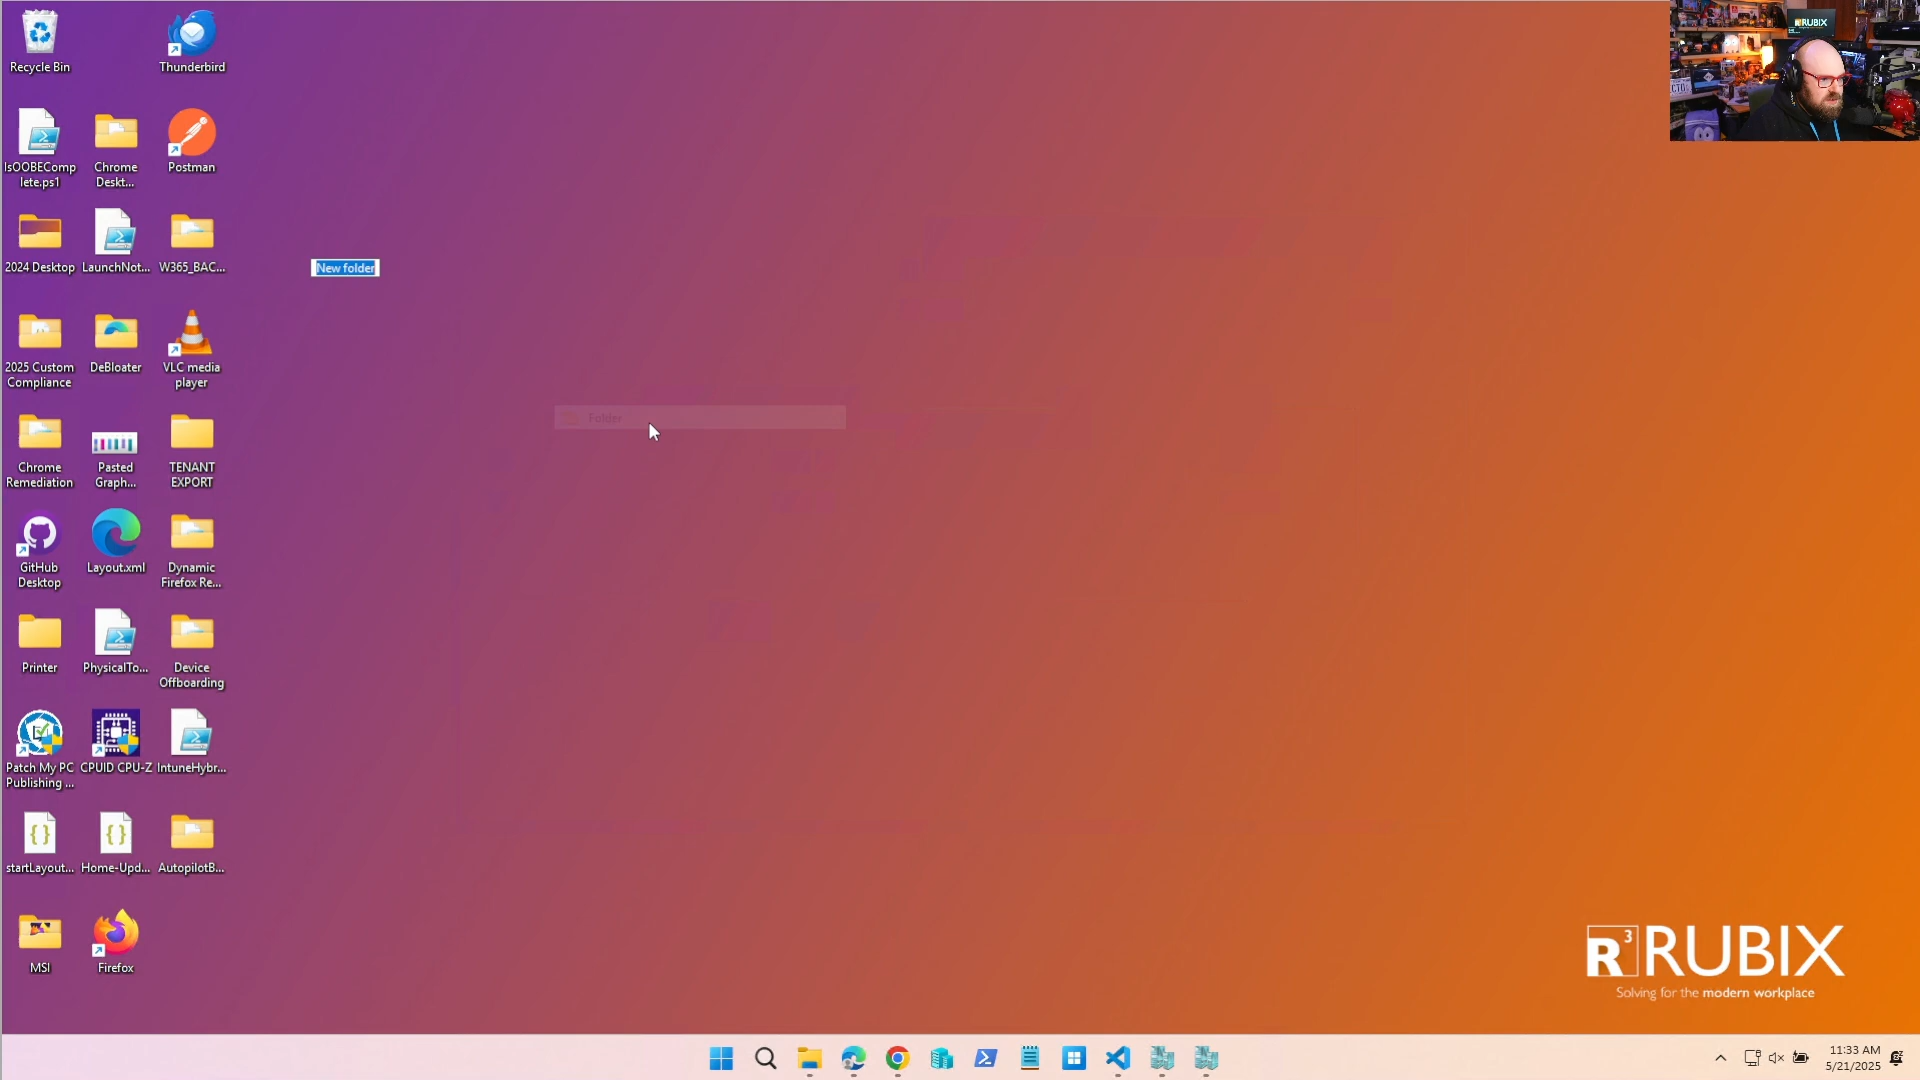 Recycle Bin
Thunderbird
RUBIX
IsOOBEComp
lete.ps1
Chrome
Deskt...
Postman
2024 Desktop
LaunchNot...
W365_BAC...
New folder
2025 Custom
Compliance
DeBloater
VLC media
player
Folder
Chrome
Remediation
Pasted
Graph...
TENANT
EXPORT
GitHub
Desktop
Layout.xml
Dynamic
Firefox Re...
Printer
PhysicalTo...
Device
Offboarding
Patch My PC
Publishing ...
CPUID CPU-Z
IntuneHybr...
startLayout...
Home-Upd...
AutopilotB...
MSI
Firefox
R3 RUBIX
Solving for the modern workplace
11:33 AM
5/21/2025